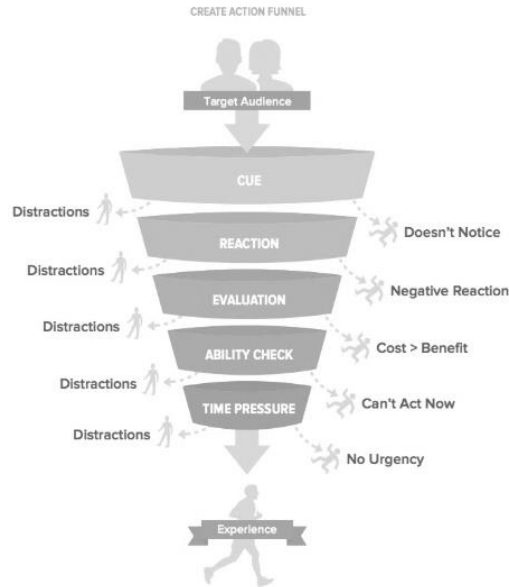 CREATE ACTION FUNNEL
Target Audience
CUE
Distractions
Doesn't Notice
REACTION
Distractions
Negative Reaction
EVALUATION
Distractions
Cost > Benefit
ABILITY CHECK
Distractions
Can't Act Now
TIME PRESSURE
Distractions
No Urgency
Experience